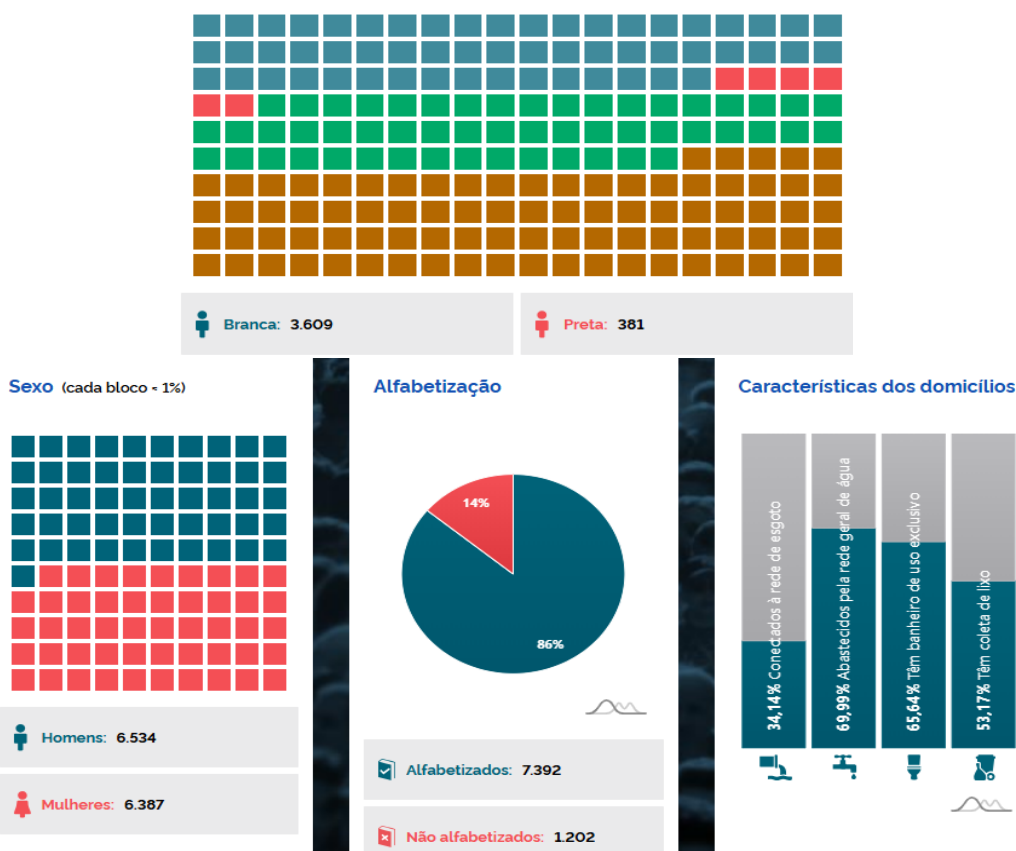 Branca: 3.609
Preta: 381
Sexo (cada bloco ≈ 1%)
Homens: 6.534
Mulheres: 6.387
Alfabetização
14%
86%
Alfabetizados: 7.392
Não alfabetizados: 1.202
Características dos domicílios
34,14% Conectados à rede de esgoto
69,99% Abastecidos pela rede geral de água
65,64% Têm banheiro de uso exclusivo
53,17% Têm coleta de lixo